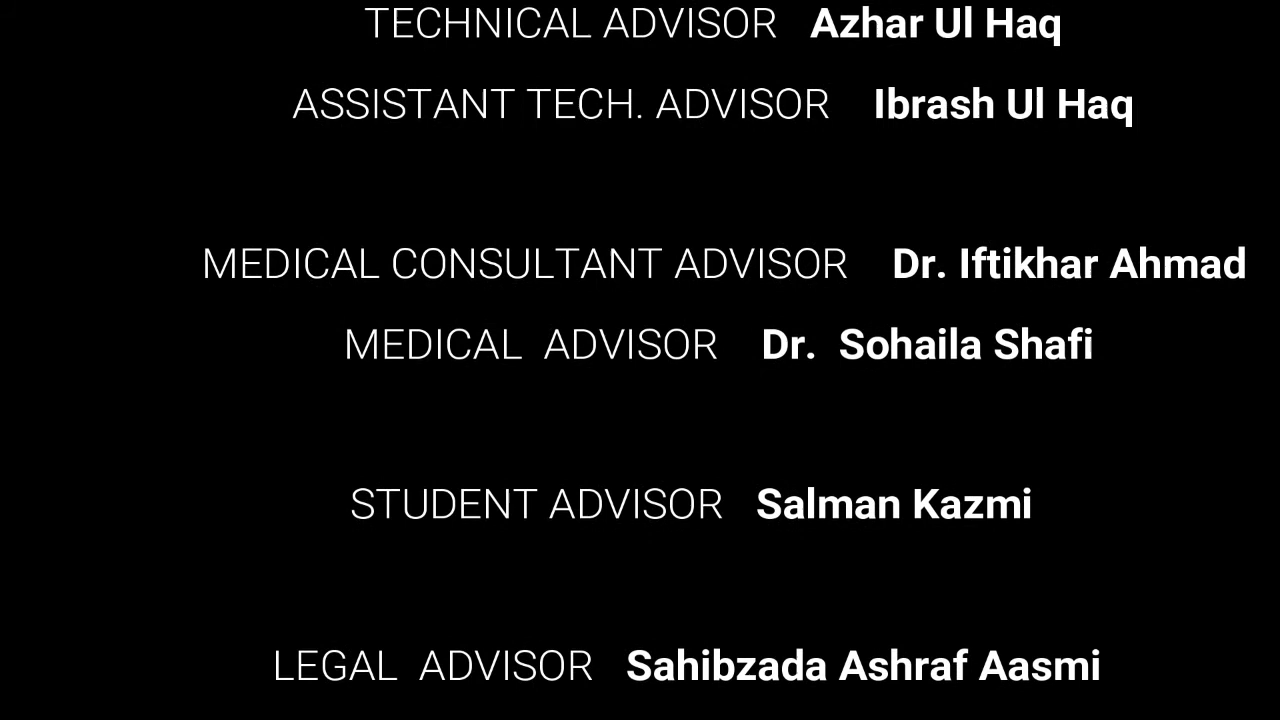 TECHNICAL ADVISOR Azhar Ul Haq
ASSISTANT TECH. ADVISOR Ibrash Ul Haq
MEDICAL CONSULTANT ADVISOR Dr. Iftikhar Ahmad
MEDICAL ADVISOR Dr. Sohaila Shafi
STUDENT ADVISOR Salman Kazmi
LEGAL ADVISOR Sahibzada Ashraf Aasmi